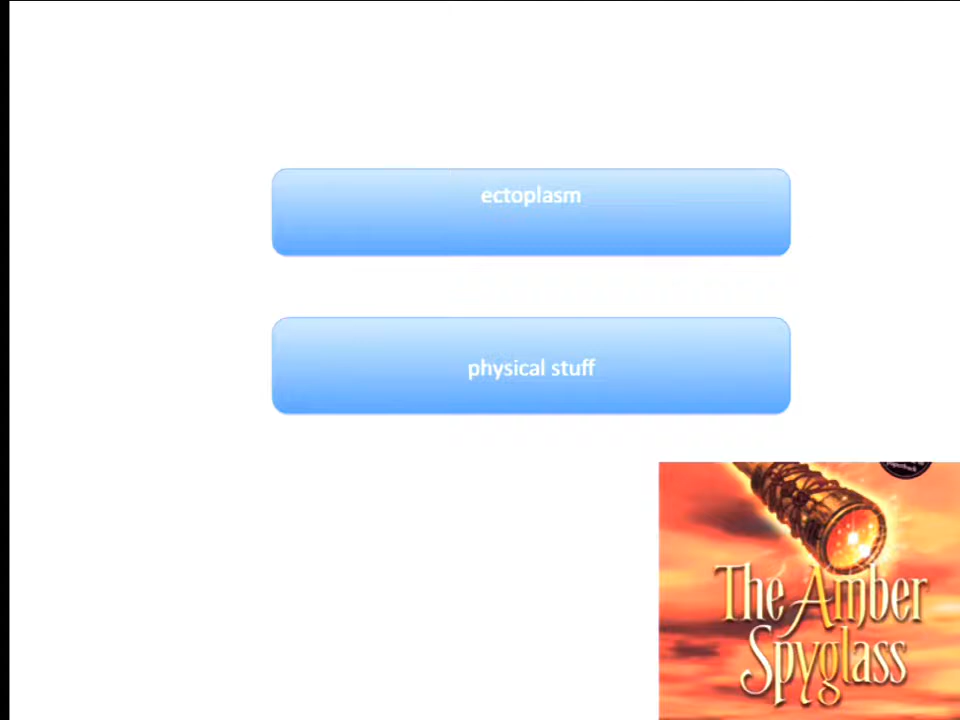 ectoplasm
physical stuff
The Amber
Spyglass